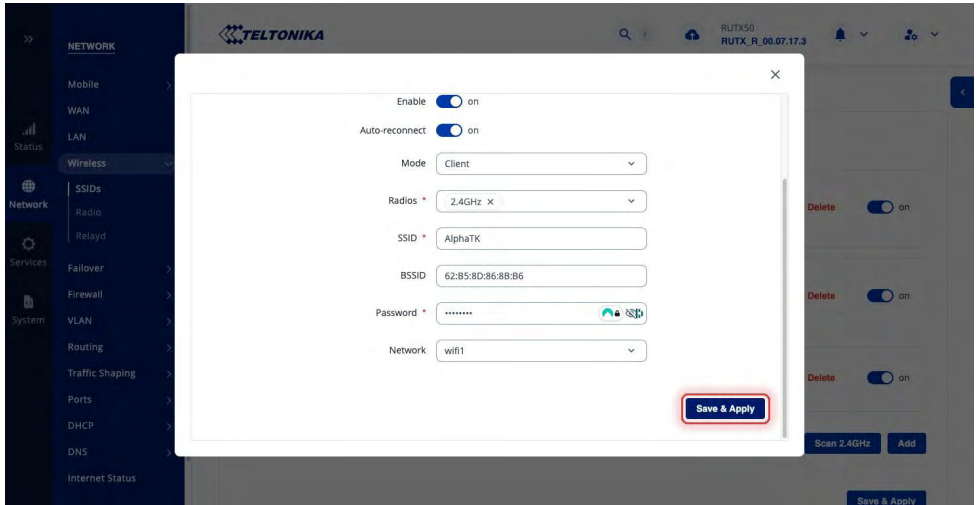 TELTONIKA
RUTX50
RUTX_R_00.07.17.3
NETWORK
Mobile
WAN
LAN
Wireless
SSIDs
Radio
Relayd
Failover
Firewall
VLAN
Routing
Traffic Shaping
Ports
DHCP
DNS
Internet Status
Status
Network
Services
System
Enable on
Auto-reconnect on
Mode Client
Radios * 2.4GHz ×
SSID * AlphaTK
BSSID 62:B5:8D:86:8B:B6
Password * ••••••••
Network wifi1
Save & Apply
Delete on
Delete on
Delete on
Scan 2.4GHz Add
Save & Apply